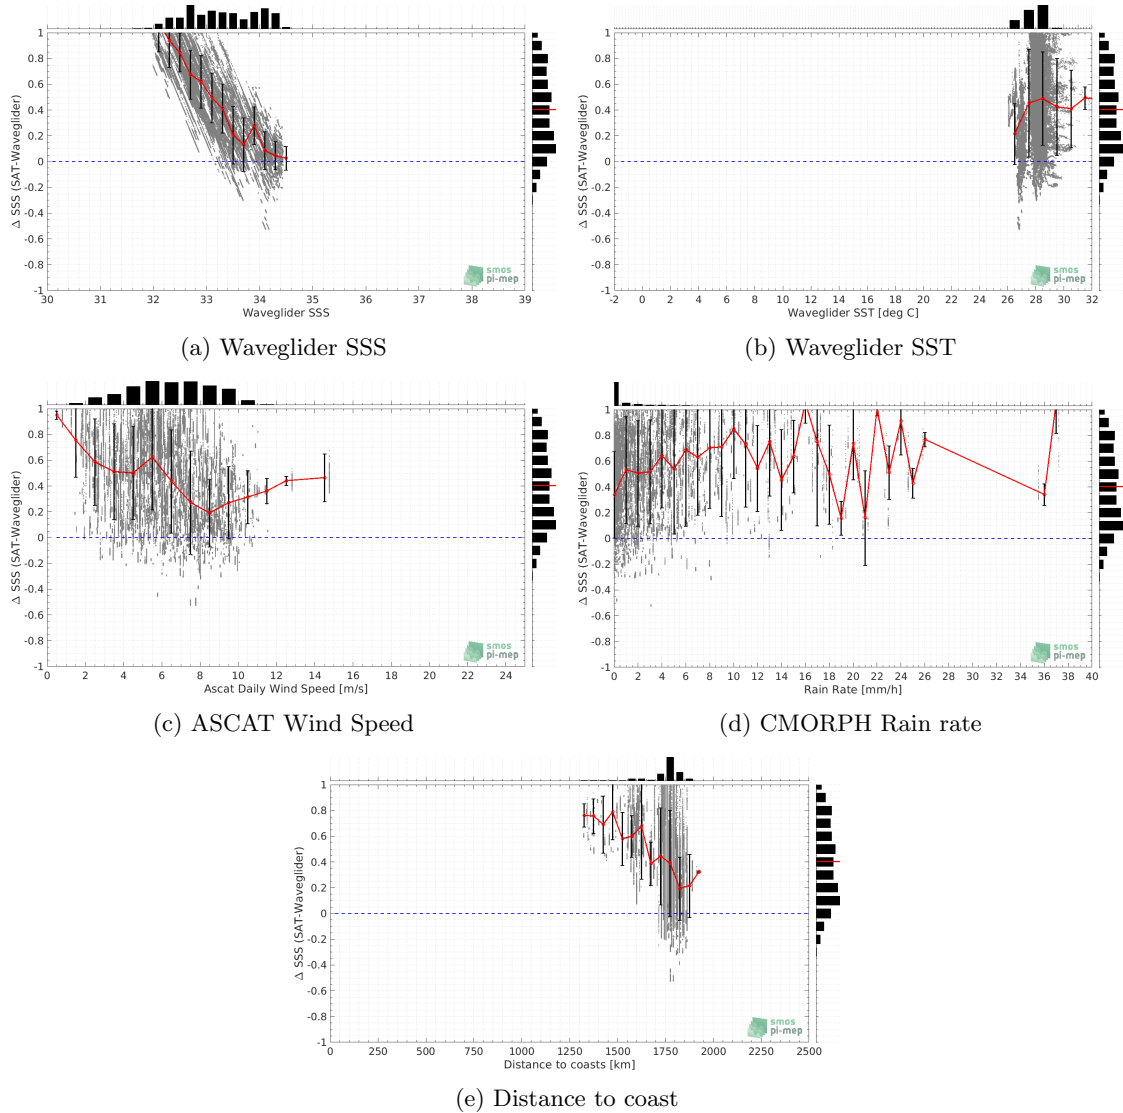 1
0.8
0.6
0.4
0.2
0
-0.2
-0.4
-0.6
-0.8
-1
Δ SSS (SAT-Waveglider)
30 31 32 33 34 35 36 37 38 39
Waveglider SSS
smos
pi-mep
(a) Waveglider SSS
1
0.8
0.6
0.4
0.2
0
-0.2
-0.4
-0.6
-0.8
-1
Δ SSS (SAT-Waveglider)
-2 0 2 4 6 8 10 12 14 16 18 20 22 24 26 28 30 32
Waveglider SST [deg C]
smos
pi-mep
(b) Waveglider SST
1
0.8
0.6
0.4
0.2
0
-0.2
-0.4
-0.6
-0.8
-1
Δ SSS (SAT-Waveglider)
0 2 4 6 8 10 12 14 16 18 20 22 24
Ascat Daily Wind Speed [m/s]
smos
pi-mep
(c) ASCAT Wind Speed
1
0.8
0.6
0.4
0.2
0
-0.2
-0.4
-0.6
-0.8
-1
Δ SSS (SAT-Waveglider)
0 2 4 6 8 10 12 14 16 18 20 22 24 26 28 30 32 34 36 38 40
Rain Rate [mm/h]
smos
pi-mep
(d) CMORPH Rain rate
1
0.8
0.6
0.4
0.2
0
-0.2
-0.4
-0.6
-0.8
-1
Δ SSS (SAT-Waveglider)
0 250 500 750 1000 1250 1500 1750 2000 2250 2500
Distance to coasts [km]
smos
pi-mep
(e) Distance to coast